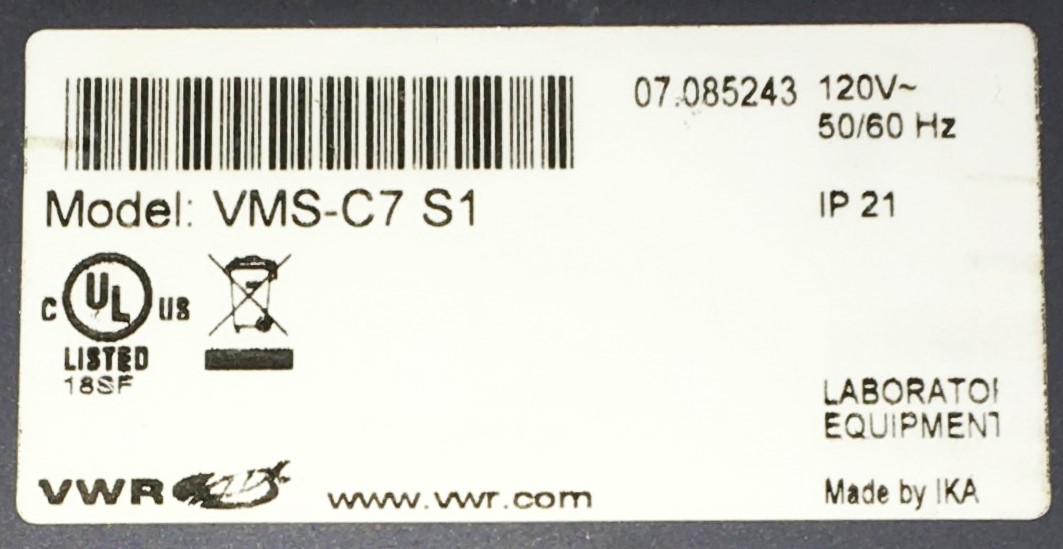 07.085243 120V~
50/60 Hz
Model: VMS-C7 S1
IP 21
C UL US
LISTED
18SF
LABORATOR
EQUIPMENT
VWR www.vwr.com
Made by IKA